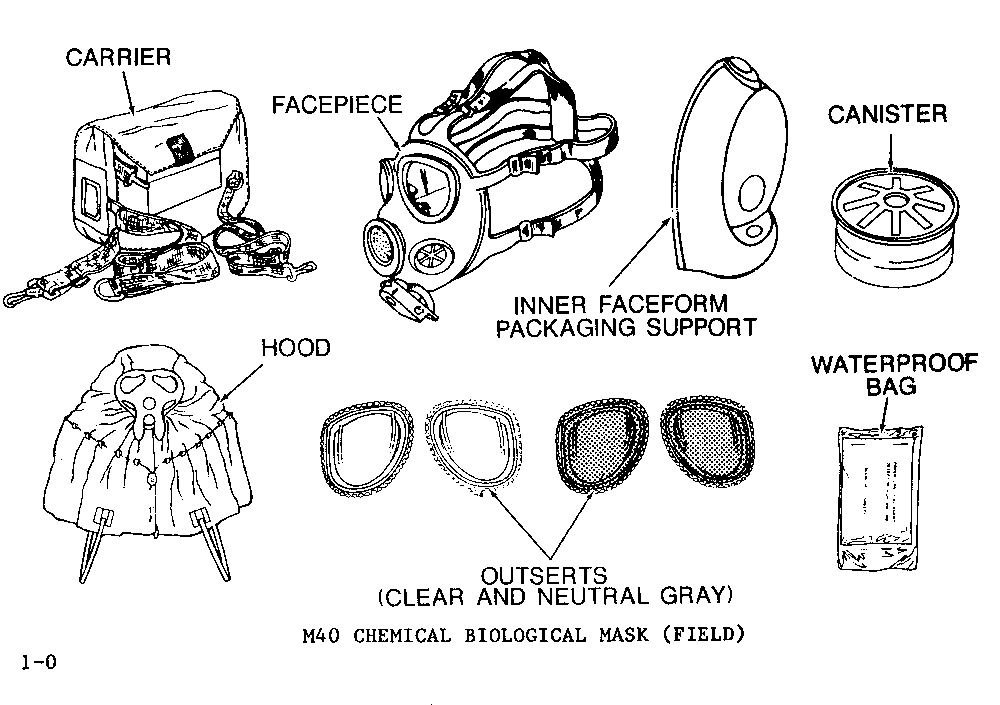 CARRIER
FACEPIECE
CANISTER
INNER FACEFORM
PACKAGING SUPPORT
HOOD
WATERPROOF
BAG
OUTSERTS
(CLEAR AND NEUTRAL GRAY)
M40 CHEMICAL BIOLOGICAL MASK (FIELD)
1-0